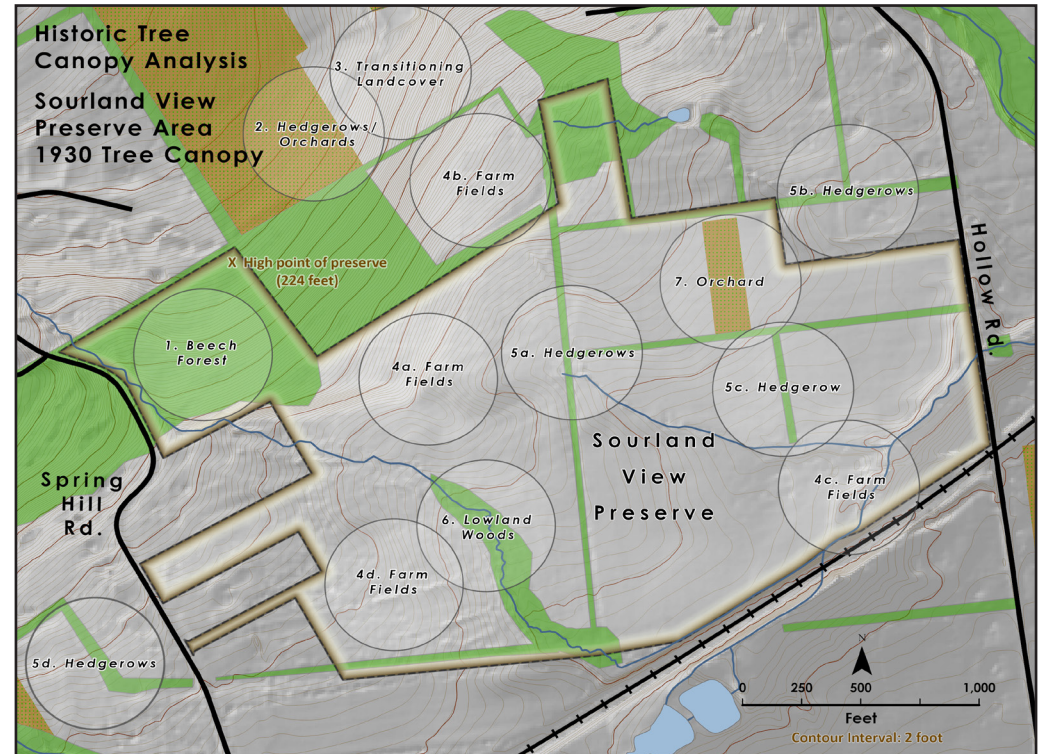 Historic Tree
Canopy Analysis
Sourland View
Preserve Area
1930 Tree Canopy
3. Transitioning
Landcover
2. Hedgerows/
Orchards
4b. Farm
Fields
5b. Hedgerows
Hollow Rd.
X High point of preserve
(224 feet)
7. Orchard
1. Beech
Forest
4a. Farm
Fields
5a. Hedgerows
5c. Hedgerow
Sourland
View
Preserve
4c. Farm
Fields
Spring
Hill
Rd.
6. Lowland
Woods
4d. Farm
Fields
5d. Hedgerows
N
0 250 500 1,000
Feet
Contour Interval: 2 foot